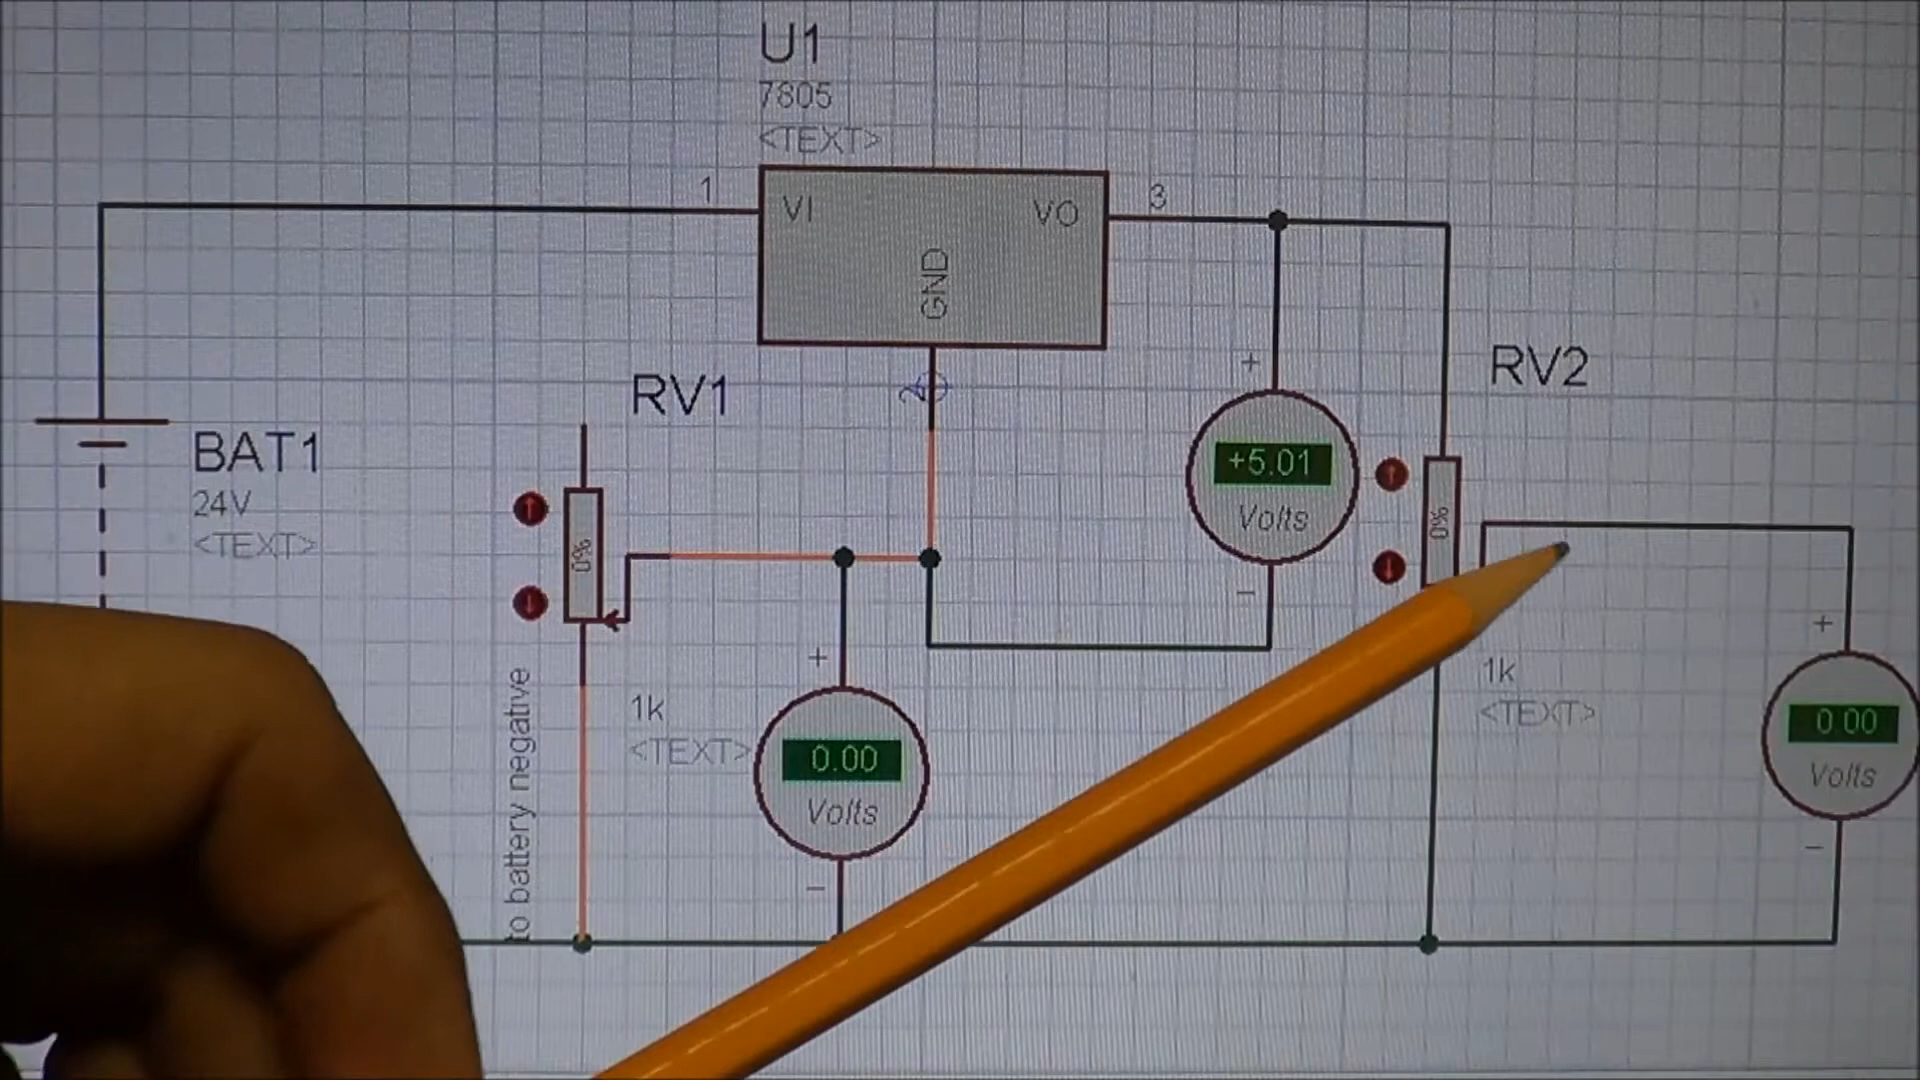 U1
7805
<TEXT>
1
VI
VO
3
GND
2
RV1
BAT1
24V
<TEXT>
0%
to battery negative
1k
<TEXT>
+
0.00
Volts
−
+
+5.01
Volts
−
RV2
0%
1k
<TEXT>
+
0.00
Volts
−